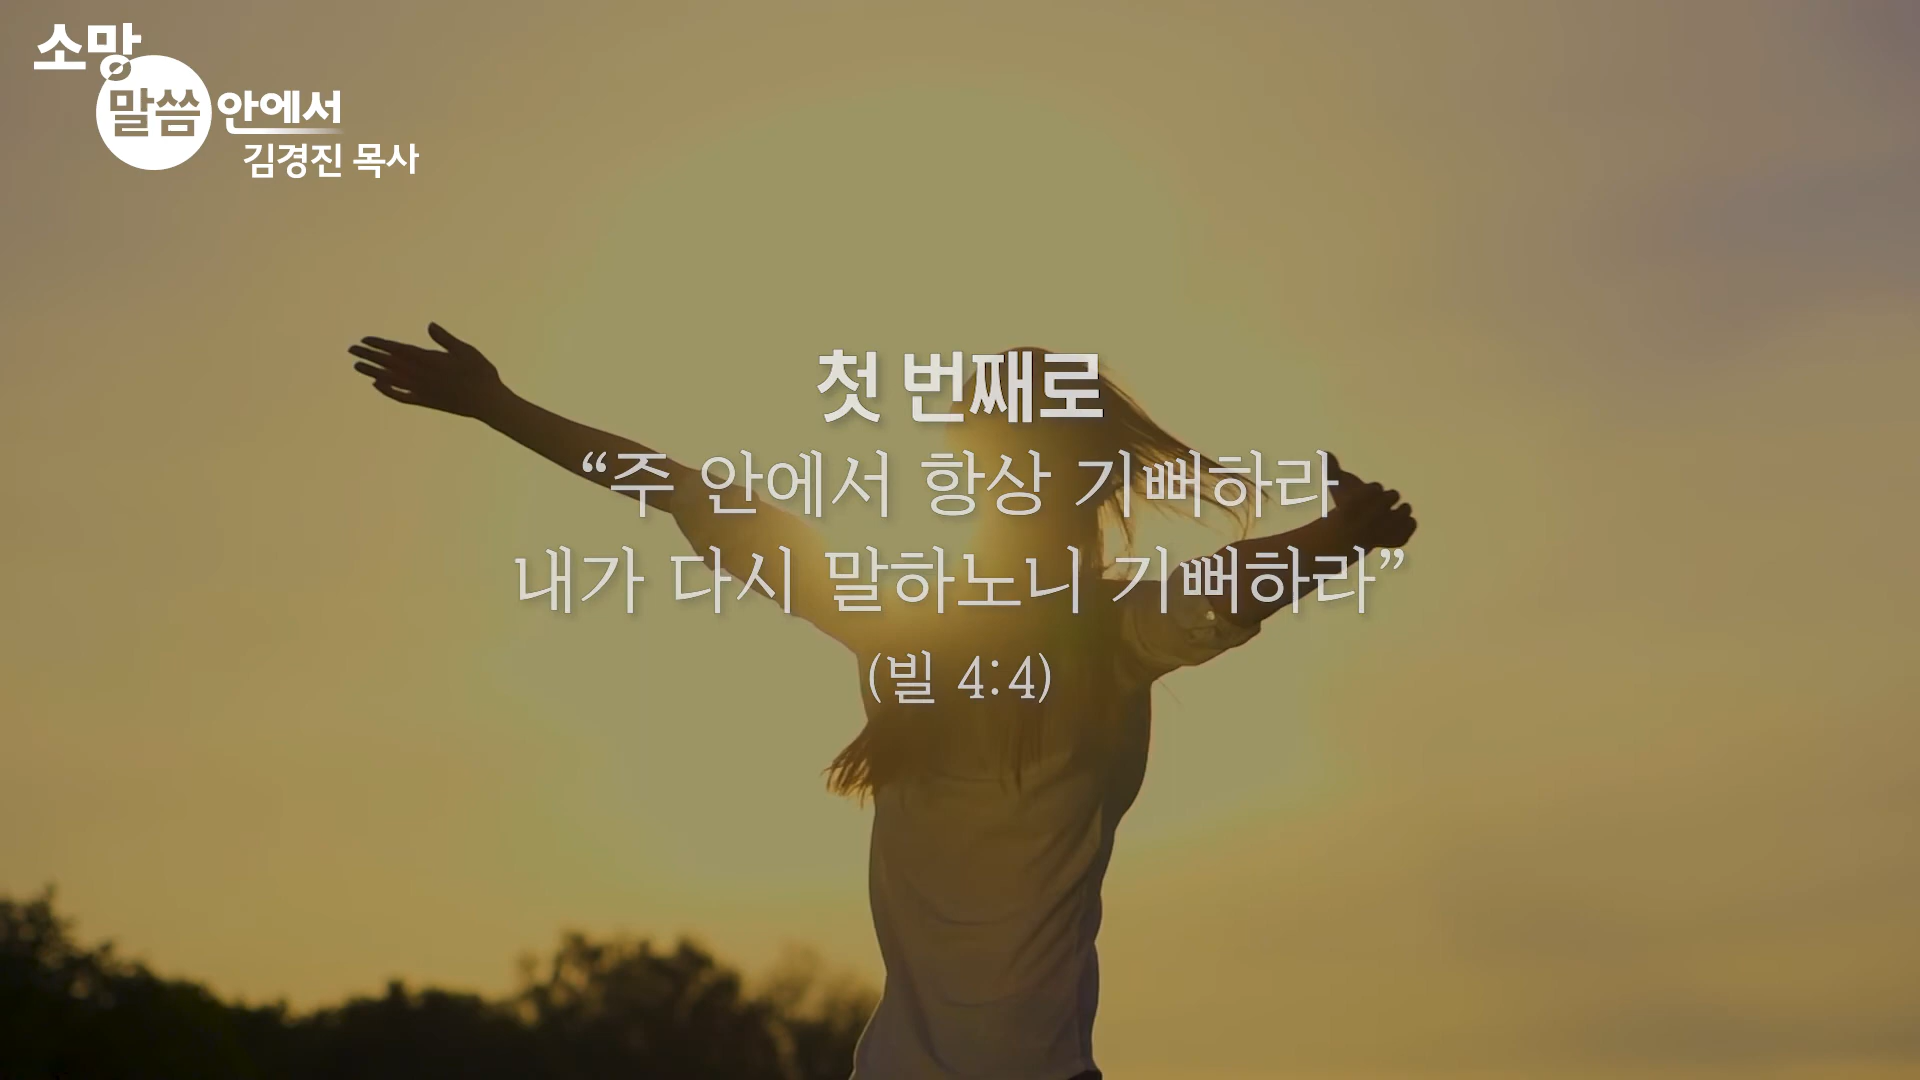 소망
말씀 안에서
김경진 목사
첫 번째로
“주 안에서 항상 기뻐하라
내가 다시 말하노니 기뻐하라”
(빌 4:4)